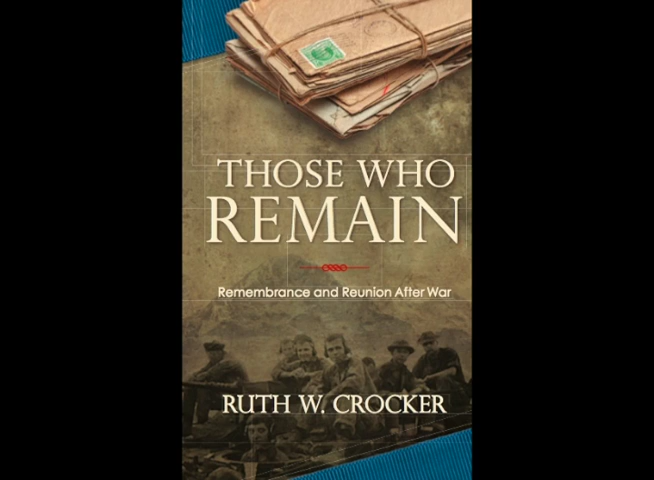 THOSE WHO
REMAIN
Remembrance and Reunion After War
RUTH W. CROCKER